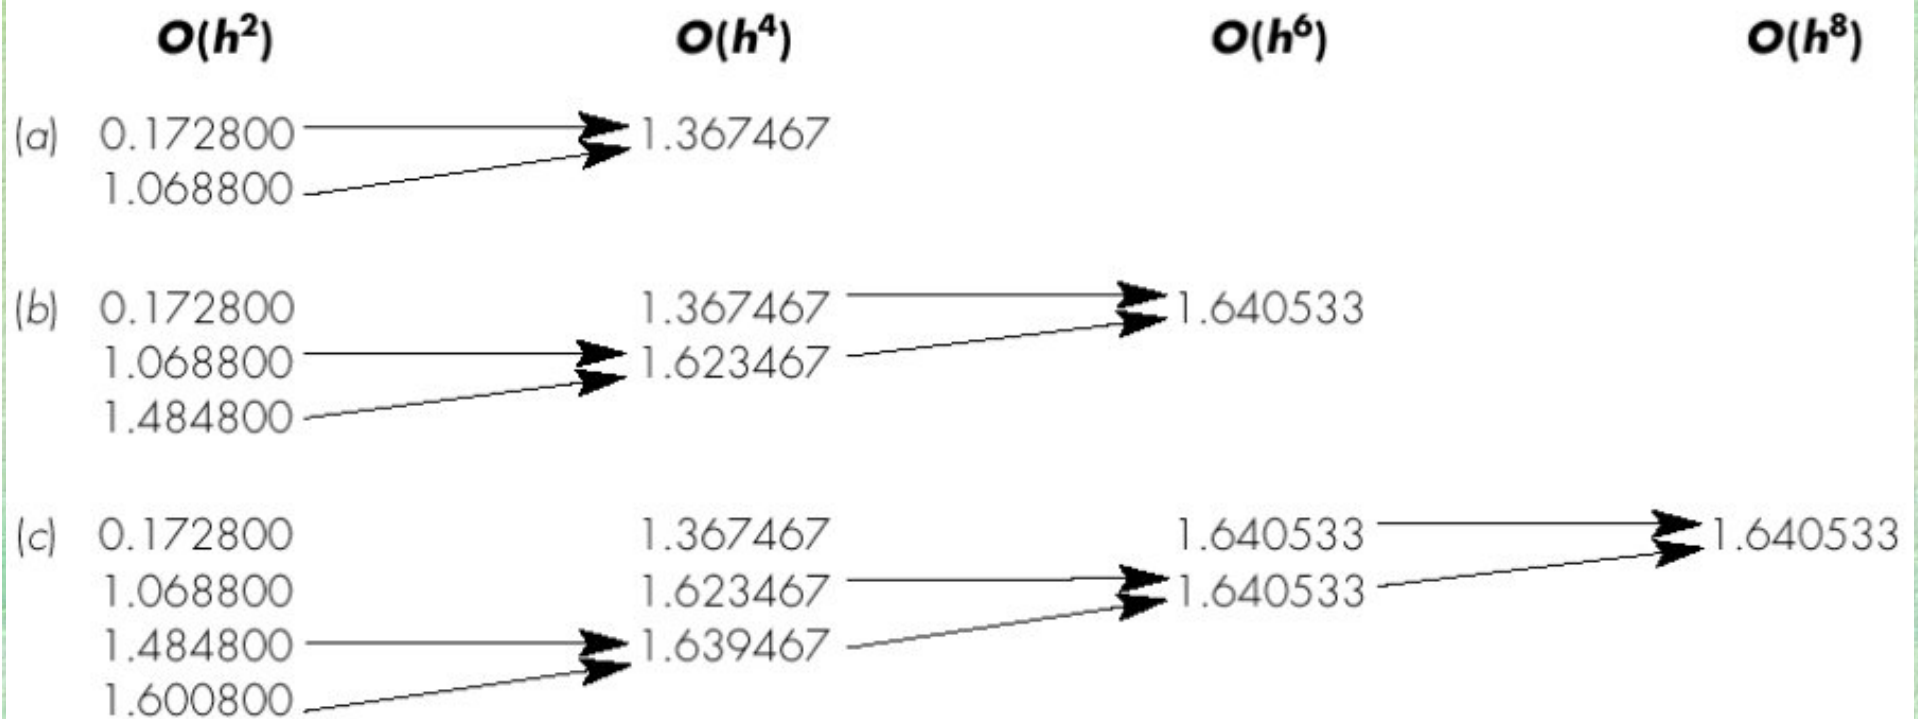 O(h²) O(h⁴) O(h⁶) O(h⁸)
(a) 0.172800 1.367467
1.068800
(b) 0.172800 1.367467 1.640533
1.068800 1.623467
1.484800
(c) 0.172800 1.367467 1.640533 1.640533
1.068800 1.623467 1.640533
1.484800 1.639467
1.600800